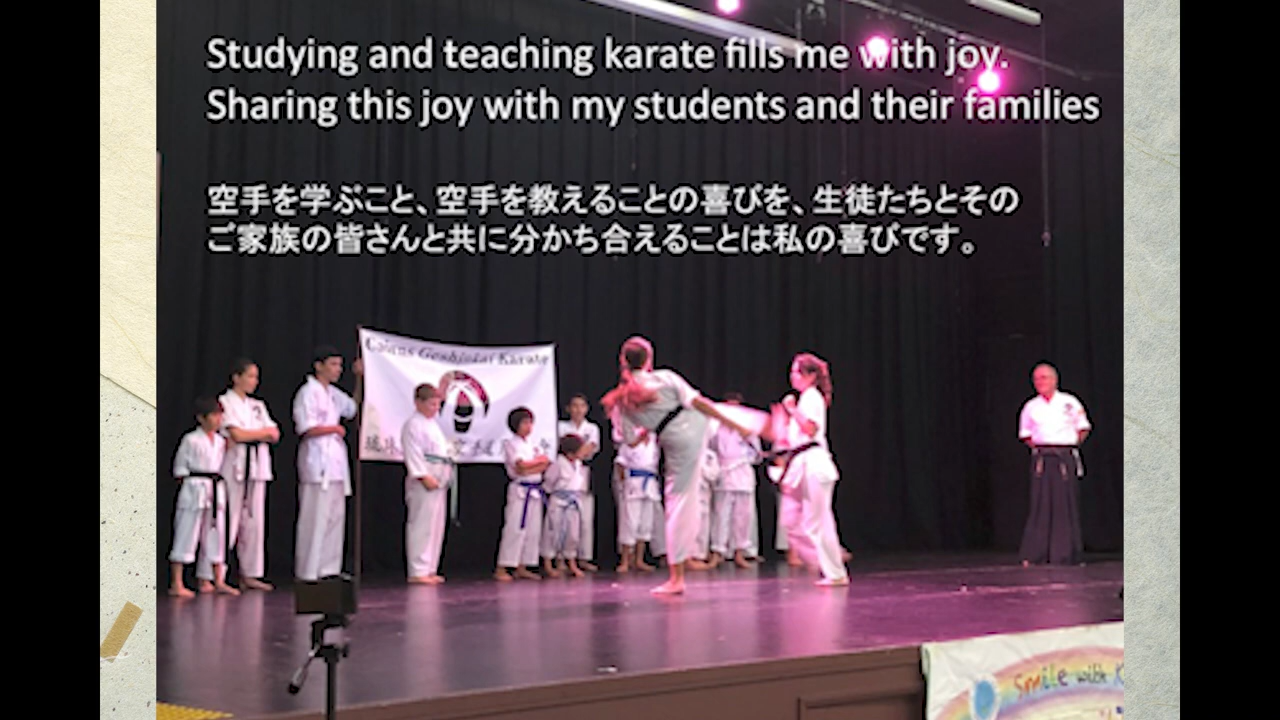 Studying and teaching karate fills me with joy.
Sharing this joy with my students and their families
空手を学ぶこと、空手を教えることの喜びを、生徒たちとその
ご家族の皆さんと共に分かち合えることは私の喜びです。
Cairns Goshindai Karate
空手道
Smile with